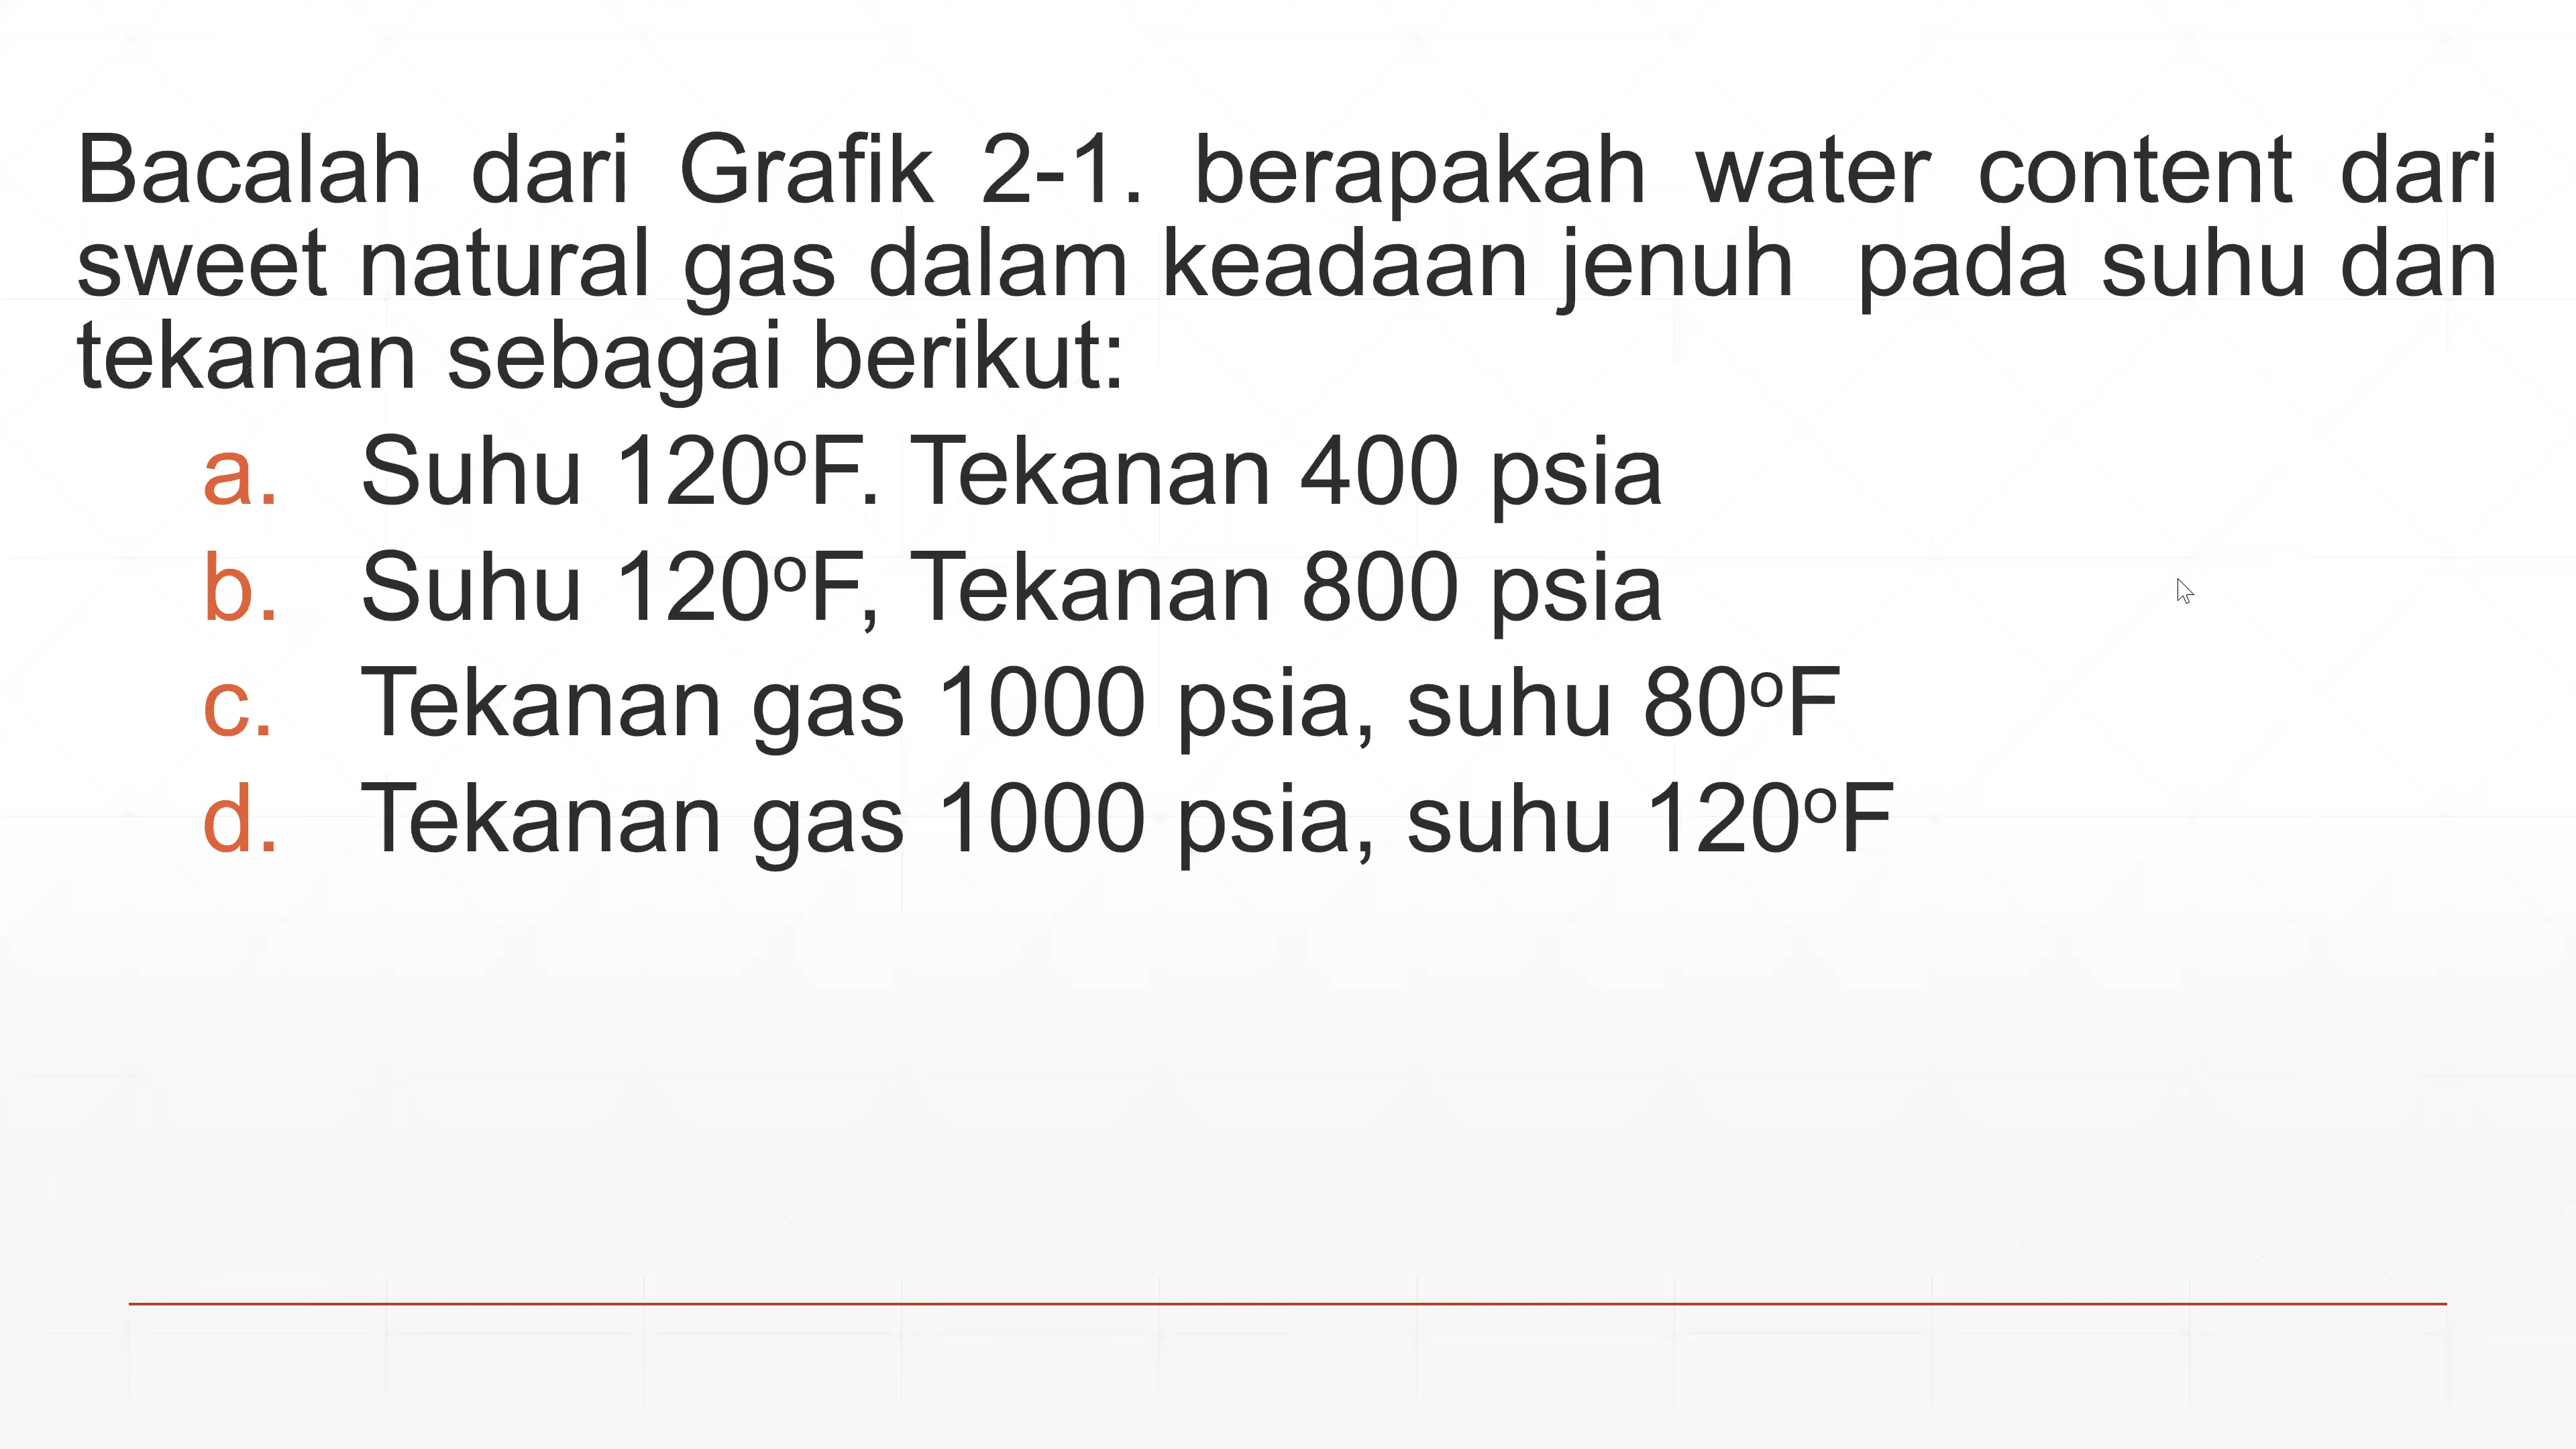 Bacalah dari Grafik 2-1. berapakah water content dari
sweet natural gas dalam keadaan jenuh pada suhu dan
tekanan sebagai berikut:
a. Suhu 120ºF. Tekanan 400 psia
b. Suhu 120ºF, Tekanan 800 psia
c. Tekanan gas 1000 psia, suhu 80ºF
d. Tekanan gas 1000 psia, suhu 120ºF